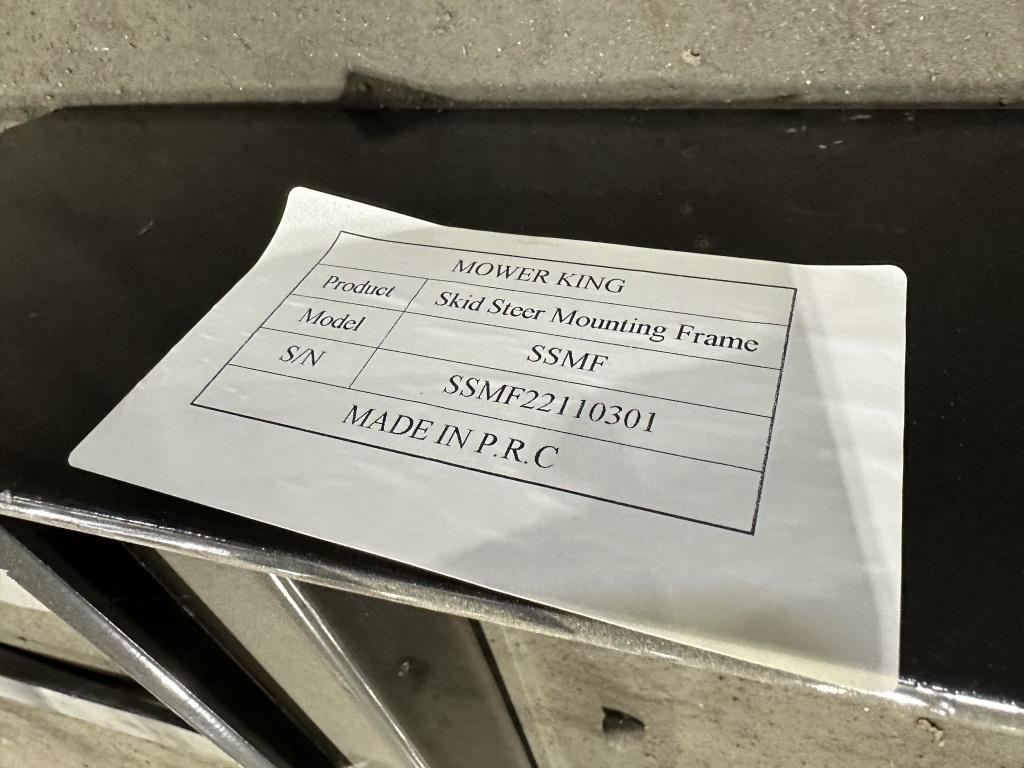 MOWER KING
Product Skid Steer Mounting Frame
Model SSMF
S/N SSMF22110301
MADE IN P.R.C